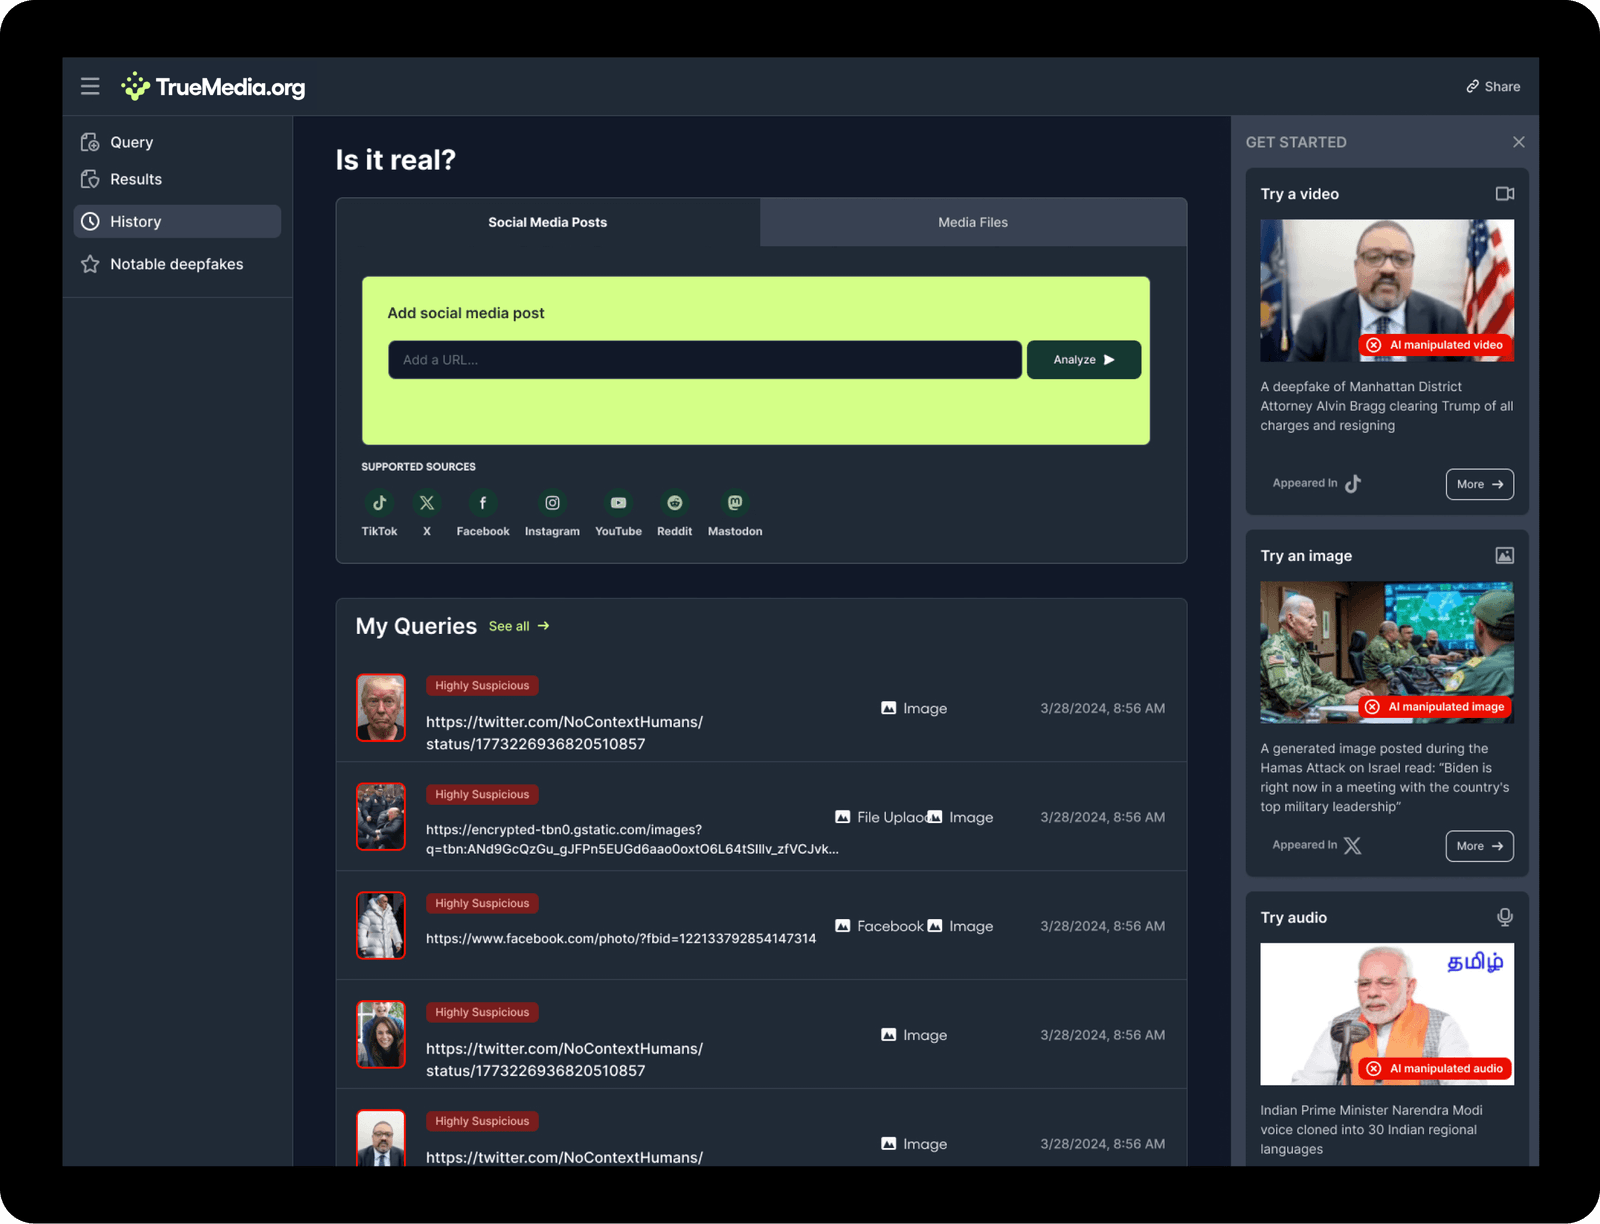 TrueMedia.org
Share
Query
Results
History
Notable deepfakes
Is it real?
Social Media Posts
Media Files
Add social media post
Add a URL...
Analyze
SUPPORTED SOURCES
TikTok
X
Facebook
Instagram
YouTube
Reddit
Mastodon
My Queries
See all
Highly Suspicious
https://twitter.com/NoContextHumans/
status/1773226936820510857
Image
3/28/2024, 8:56 AM
Highly Suspicious
https://encrypted-tbn0.gstatic.com/images?
q=tbn:ANd9GcQzGu_gJFPn5EUGd6aao0oxtO6L64tSIllv_zfVCJvk...
File Uplaod
Image
3/28/2024, 8:56 AM
Highly Suspicious
https://www.facebook.com/photo/?fbid=122133792854147314
Facebook
Image
3/28/2024, 8:56 AM
Highly Suspicious
https://twitter.com/NoContextHumans/
status/1773226936820510857
Image
3/28/2024, 8:56 AM
Highly Suspicious
https://twitter.com/NoContextHumans/
Image
3/28/2024, 8:56 AM
GET STARTED
Try a video
AI manipulated video
A deepfake of Manhattan District
Attorney Alvin Bragg clearing Trump of all
charges and resigning
Appeared In
More
Try an image
AI manipulated image
A generated image posted during the
Hamas Attack on Israel read: “Biden is
right now in a meeting with the country's
top military leadership”
Appeared In
More
Try audio
தமிழ்
AI manipulated audio
Indian Prime Minister Narendra Modi
voice cloned into 30 Indian regional
languages